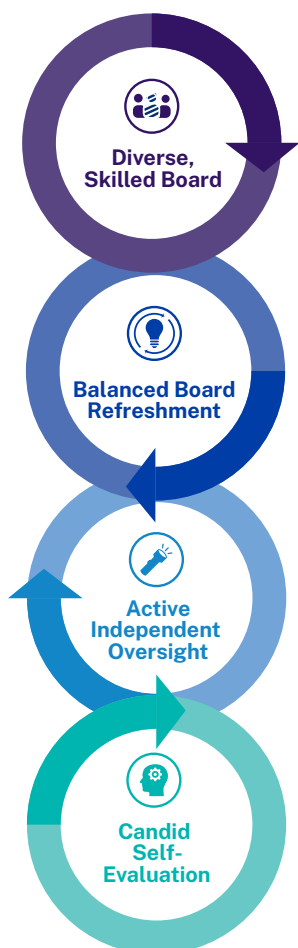 Diverse,
Skilled Board
Balanced Board
Refreshment
Active
Independent
Oversight
Candid
Self-
Evaluation